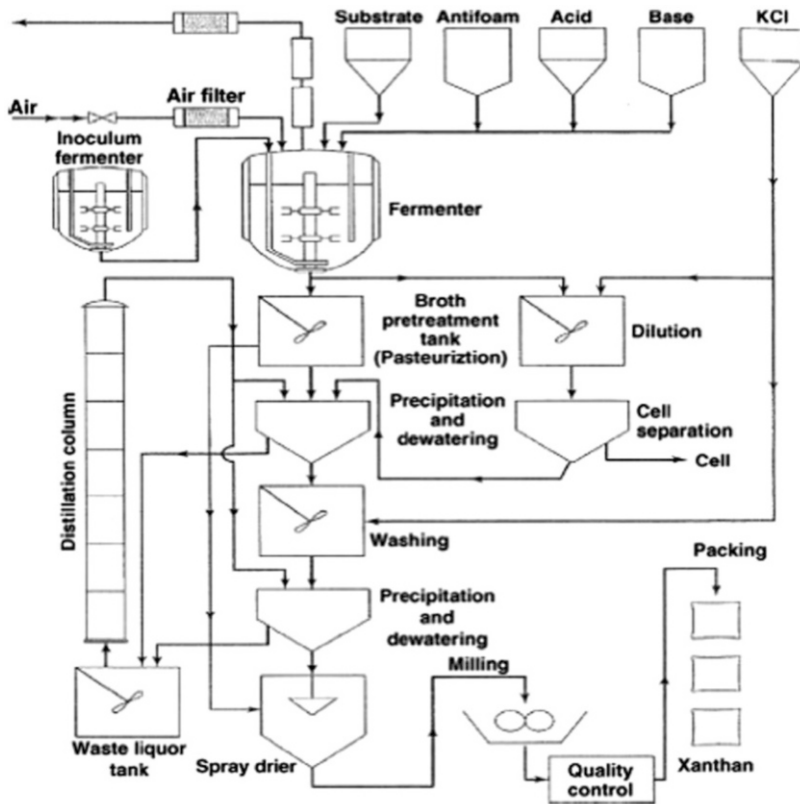 Substrate
Antifoam
Acid
Base
KCl
Air
Air filter
Inoculum
fermenter
Fermenter
Broth
pretreatment
tank
(Pasteuriztion)
Dilution
Precipitation
and
dewatering
Cell
separation
Cell
Distillation column
Washing
Packing
Precipitation
and
dewatering
Milling
Waste liquor
tank
Spray drier
Quality
control
Xanthan